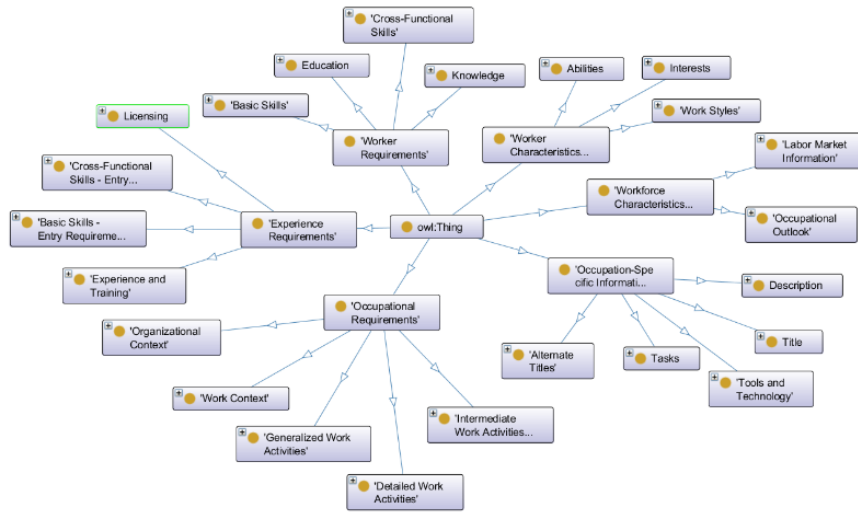 'Cross-Functional
Skills'
Education
Knowledge
'Basic Skills'
'Worker
Requirements'
Abilities
Interests
'Work Styles'
'Worker
Characteristics...
'Labor Market
Information'
'Workforce
Characteristics...
'Occupational
Outlook'
Licensing
'Cross-Functional
Skills - Entry...
'Basic Skills -
Entry Requireme...
'Experience
Requirements'
'Experience and
Training'
owl:Thing
'Occupation-Spe
cific Informati...
Description
Title
'Tools and
Technology'
Tasks
'Alternate
Titles'
'Occupational
Requirements'
'Organizational
Context'
'Work Context'
'Generalized Work
Activities'
'Detailed Work
Activities'
'Intermediate
Work Activities...